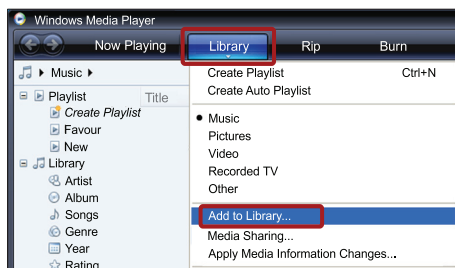 Windows Media Player
Now Playing Library Rip Burn
Music
Playlist Title
Create Playlist
Favour
New
Library
Artist
Album
Songs
Genre
Year
Rating
Create Playlist Ctrl+N
Create Auto Playlist
Music
Pictures
Video
Recorded TV
Other
Add to Library...
Media Sharing...
Apply Media Information Changes...